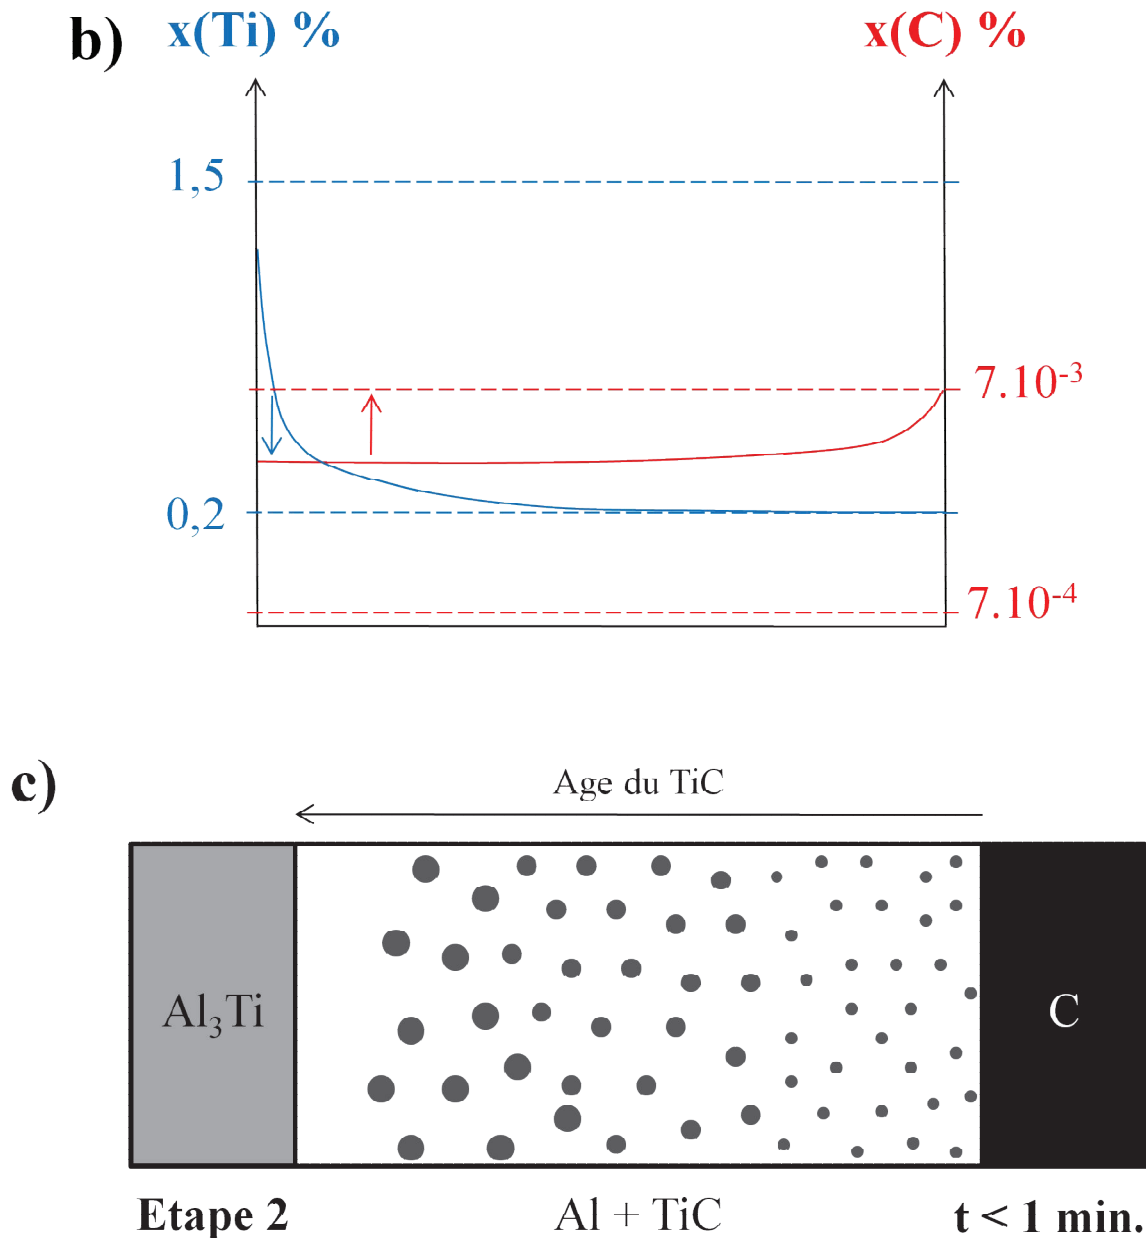 b) x(Ti) % x(C) %
1,5
7.10⁻³
0,2
7.10⁻⁴
c)
Age du TiC
Al₃Ti C
Etape 2 Al + TiC t < 1 min.